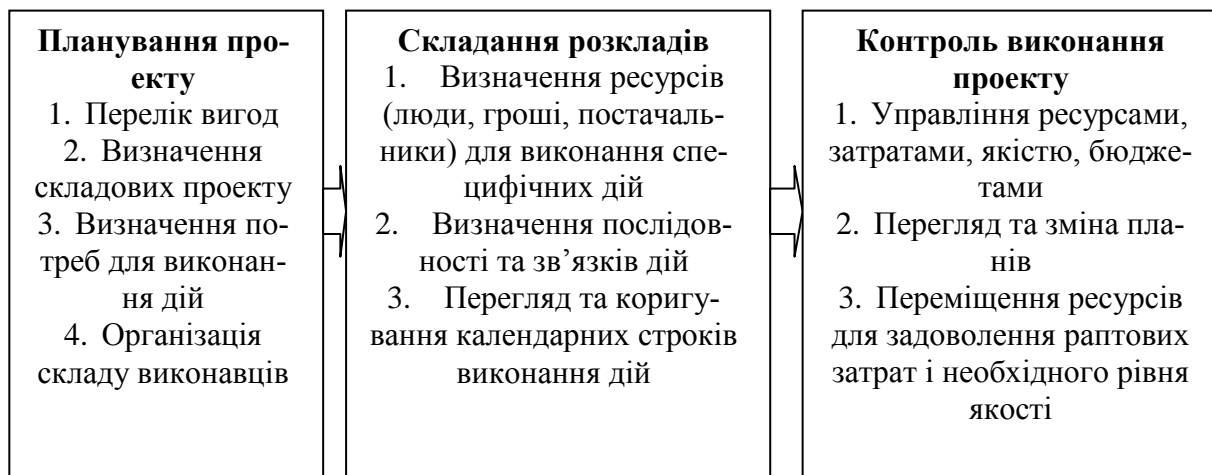 Планування про-
екту
1. Перелік вигод
2. Визначення
складових проекту
3. Визначення по-
треб для виконан-
ня дій
4. Організація
складу виконавців
Складання розкладів
1. Визначення ресурсів
(люди, гроші, постачаль-
ники) для виконання спе-
цифічних дій
2. Визначення послідов-
ності та зв’язків дій
3. Перегляд та коригу-
вання календарних строків
виконання дій
Контроль виконання
проекту
1. Управління ресурсами,
затратами, якістю, бюдже-
тами
2. Перегляд та зміна пла-
нів
3. Переміщення ресурсів
для задоволення раптових
затрат і необхідного рівня
якості